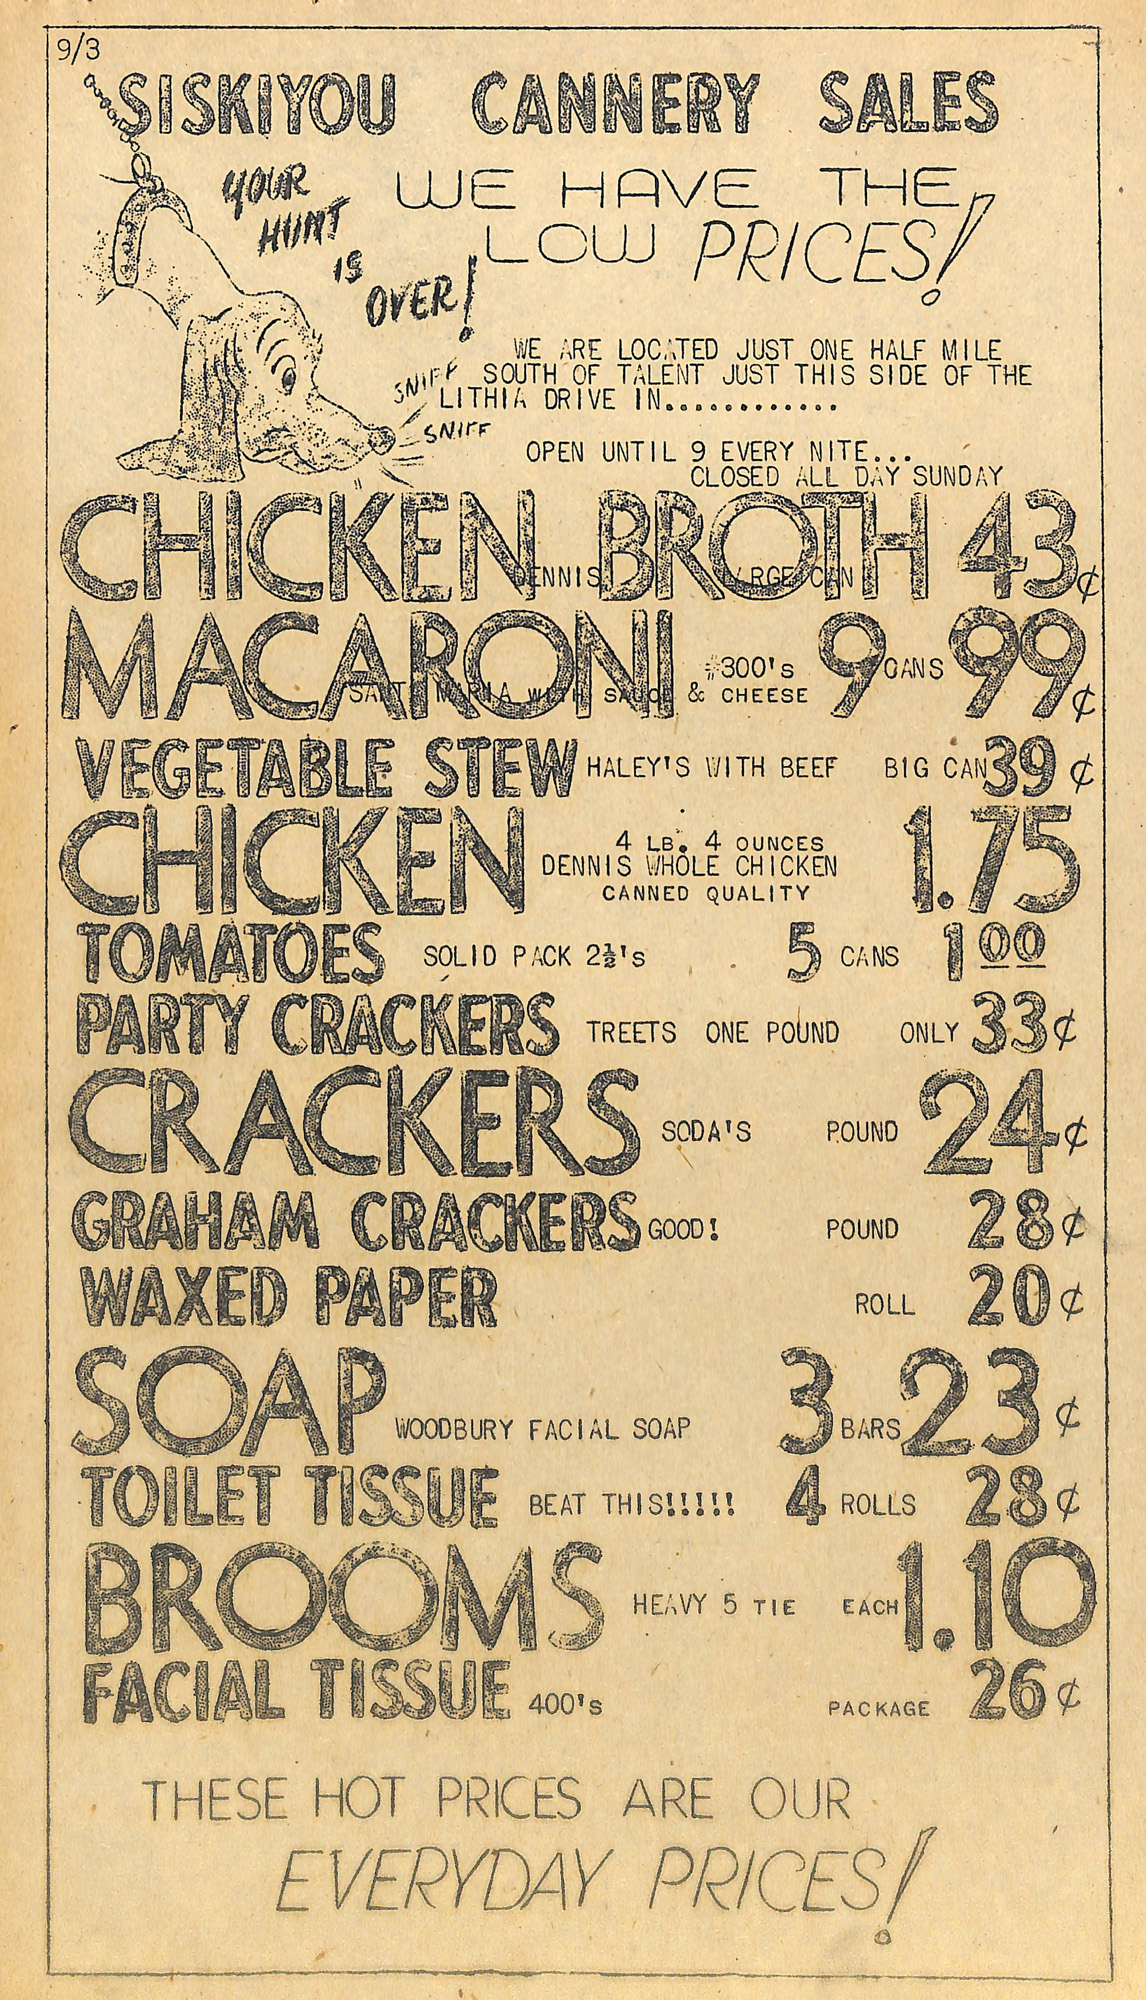 9/3
SISKIYOU CANNERY SALES
YOUR
HUNT
IS
OVER!
WE HAVE THE
LOW PRICES!
WE ARE LOCATED JUST ONE HALF MILE
SOUTH OF TALENT JUST THIS SIDE OF THE
LITHIA DRIVE IN............
SNIFF
SNIFF
OPEN UNTIL 9 EVERY NITE...
CLOSED ALL DAY SUNDAY
CHICKEN BROTH 43¢
DENNIS LARGE CAN
MACARONI #300's 9 CANS 99¢
SANTA MARIA WITH SAUCE & CHEESE
VEGETABLE STEW HALEY'S WITH BEEF BIG CAN 39¢
CHICKEN 4 LB. 4 OUNCES 1.75
DENNIS WHOLE CHICKEN
CANNED QUALITY
TOMATOES SOLID PACK 2½'s 5 CANS 1 00
PARTY CRACKERS TREETS ONE POUND ONLY 33¢
CRACKERS SODA'S POUND 24¢
GRAHAM CRACKERS GOOD! POUND 28¢
WAXED PAPER ROLL 20¢
SOAP WOODBURY FACIAL SOAP 3 BARS 23¢
TOILET TISSUE BEAT THIS!!!!! 4 ROLLS 28¢
BROOMS HEAVY 5 TIE EACH 1.10
FACIAL TISSUE 400's PACKAGE 26¢
THESE HOT PRICES ARE OUR
EVERYDAY PRICES!